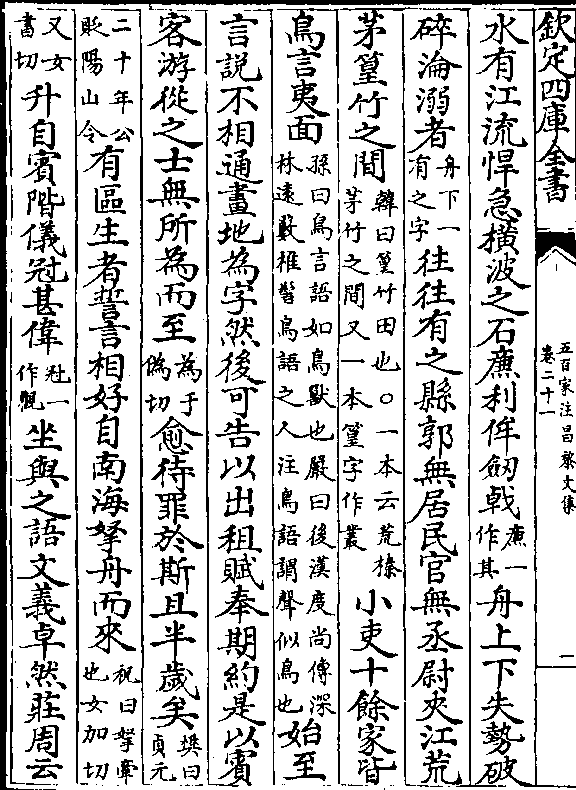 欽定四庫全書
五百家注昌黎文集
卷二十一
一
水有江流悍急橫波之石廉利侔劒戟廉一作其舟上下失勢破
碎淪溺者舟下一有之字往往有之縣郭無居民官無丞尉夾江荒
茅篁竹之間韓曰篁竹田也○一本云荒榛茅竹之間又一本篁字作叢小吏十餘家皆
鳥言夷面孫曰鳥言語如鳥獸也嚴曰後漢度尚傳深林遠藪椎髻鳥語之人注鳥語謂聲似鳥也始至
言說不相通畫地為字然後可告以出租賦奉期約是以賓
客游從之士無所為而至為于偽切愈待罪於斯且半歲矣樊曰貞元
二十年公貶陽山令有區生者誓言相好自南海拏舟而來祝曰拏牽也女加切
又女書切升自賓階儀冠甚偉冠一作觀坐與之語文義卓然莊周云